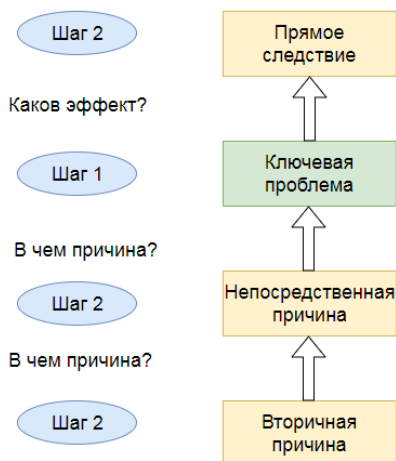 Шаг 2
Прямое
следствие
Каков эффект?
Шаг 1
Ключевая
проблема
В чем причина?
Шаг 2
Непосредственная
причина
В чем причина?
Шаг 2
Вторичная
причина